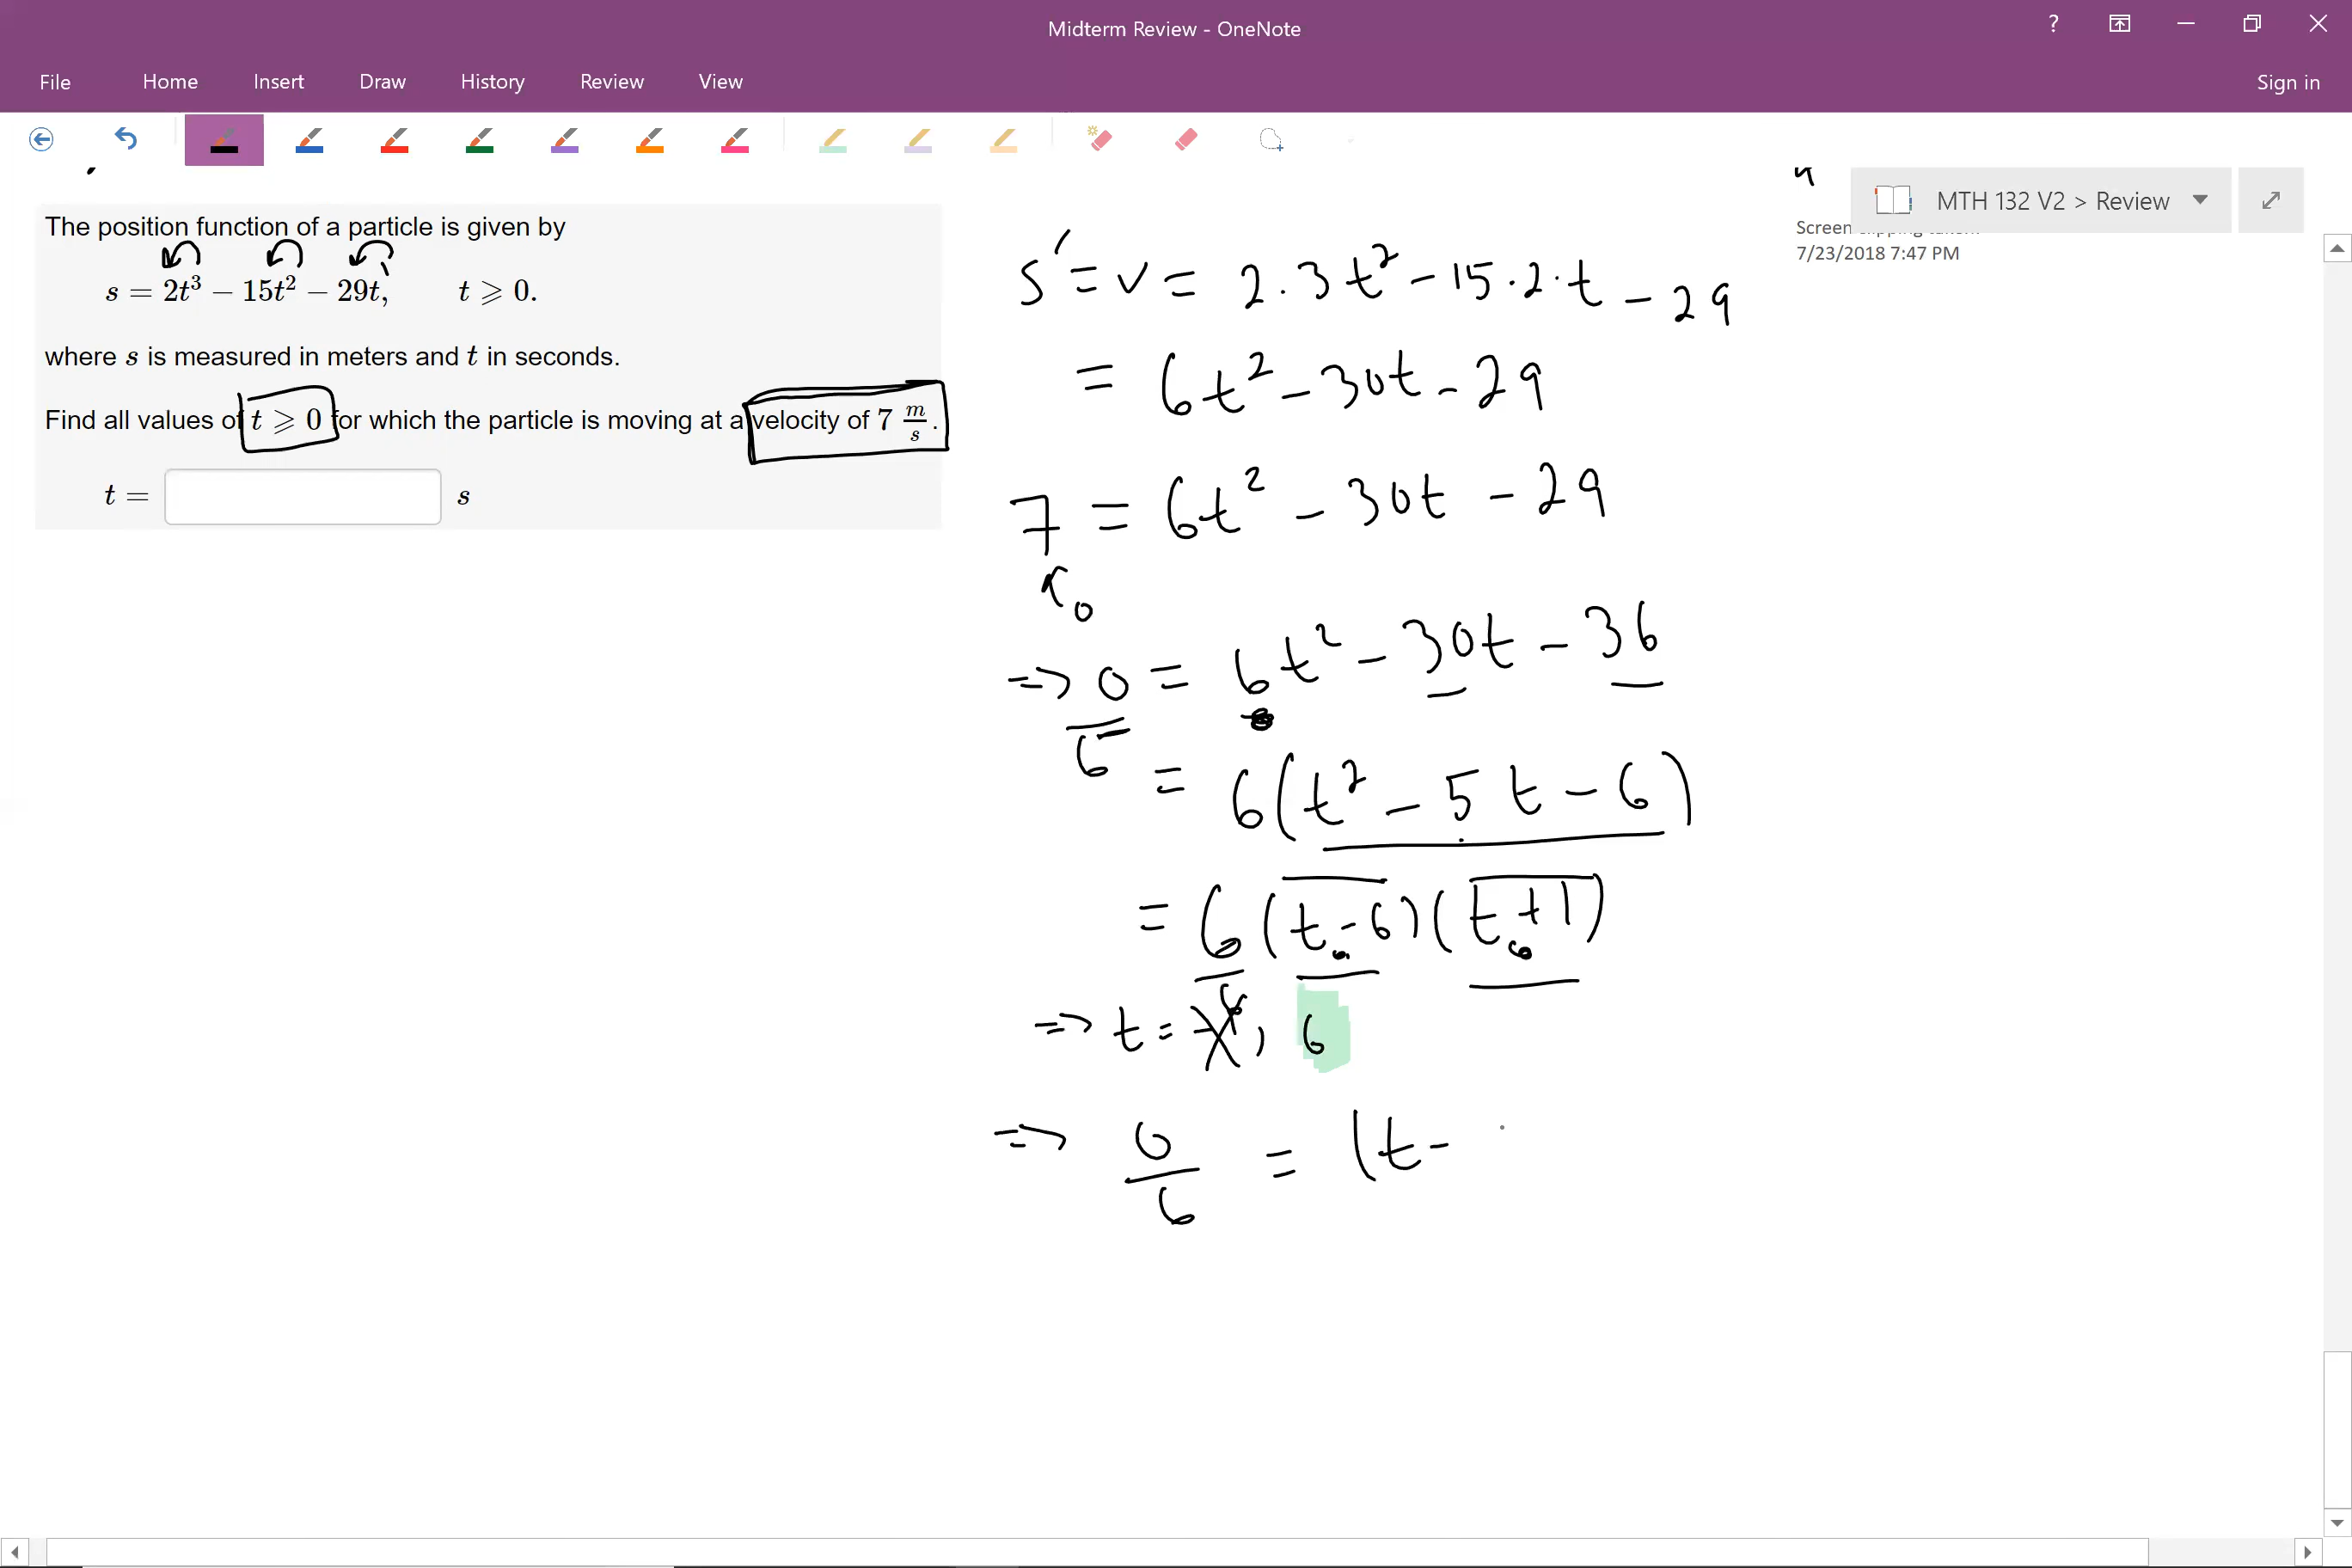 Midterm Review - OneNote
?
File Home Insert Draw History Review View
Sign in
MTH 132 V2 > Review
Screen
7/23/2018 7:47 PM
The position function of a particle is given by
s = 2t³ − 15t² − 29t, t ⩾ 0.
where s is measured in meters and t in seconds.
Find all values of t ⩾ 0 for which the particle is moving at a velocity of 7 m/s.
t = s
s' = v = 2·3t² − 15·2·t − 29
= 6t² − 30t − 29
7 = 6t² − 30t − 29
⇒ 0 = 6t² − 30t − 36
6
= 6(t² − 5t − 6)
= 6(t−6)(t+1)
⇒ t = , 6
⇒ 0/6 = (t −